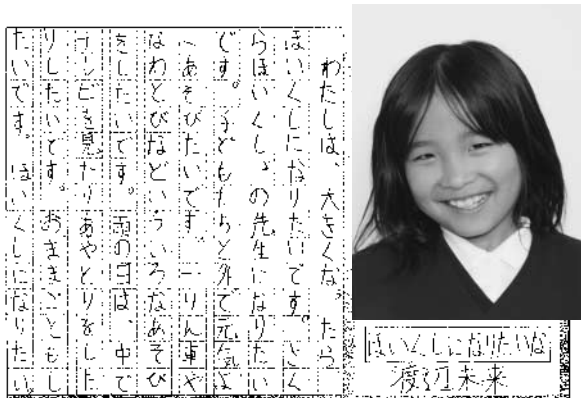 わたしは、大きくなったら
ほいくしになりたいです。さく
らほいくしょの先生になりたい
です。子どもたちと外で元気よ
くあそびたいです。一りん車や
なわとびなどいろいろなあそび
をしたいです。雨の日は、中で
テレビを見たりあやとりをした
りしたいです。おままごともし
たいです。ほいくしになりたい。
ほいくしになりたいな
渡辺未来